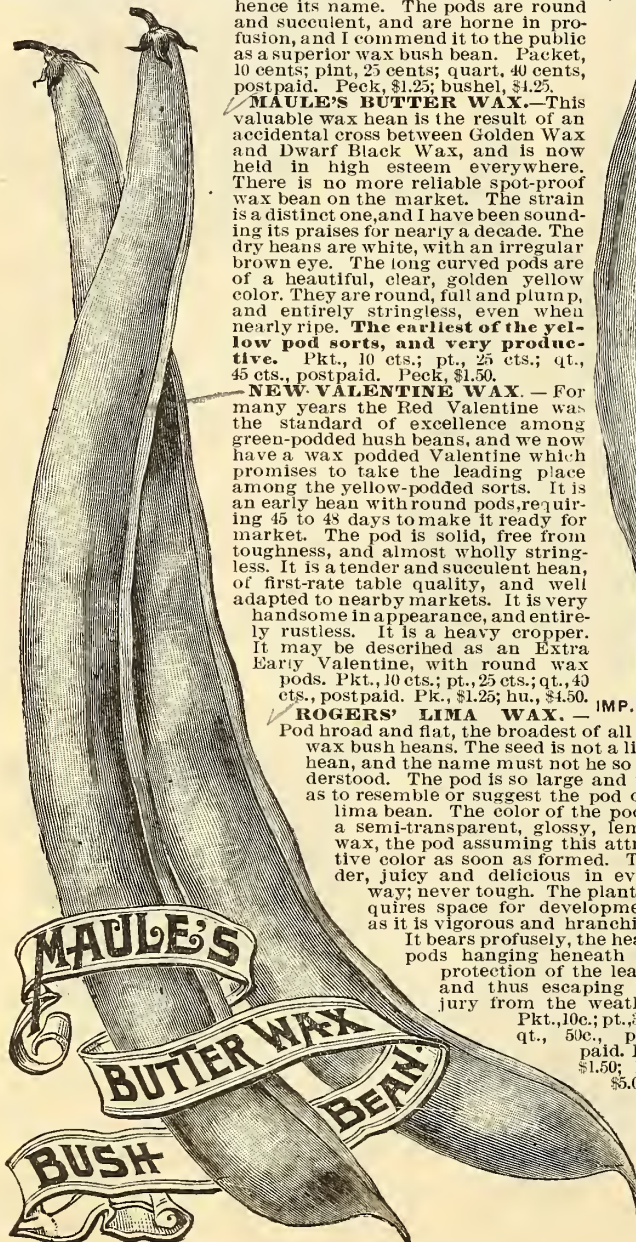 hence its name. The pods are round
and succulent, and are horne in pro-
fusion, and I commend it to the public
as a superior wax bush bean. Packet,
10 cents; pint, 25 cents; quart, 40 cents,
postpaid. Peck, $1.25; bushel, $4.25.
MAULE'S BUTTER WAX.—This
valuable wax hean is the result of an
accidental cross between Golden Wax
and Dwarf Black Wax, and is now
held in high esteem everywhere.
There is no more reliable spot-proof
wax bean on the market. The strain
is a distinct one, and I have been sound-
ing its praises for nearly a decade. The
dry heans are white, with an irregular
brown eye. The long curved pods are
of a beautiful, clear, golden yellow
color. They are round, full and plump,
and entirely stringless, even when
nearly ripe. The earliest of the yel-
low pod sorts, and very produc-
tive. Pkt., 10 cts.; pt., 25 cts.; qt.,
45 cts., postpaid. Peck, $1.50.
NEW VALENTINE WAX. — For
many years the Red Valentine was
the standard of excellence among
green-podded hush beans, and we now
have a wax podded Valentine which
promises to take the leading place
among the yellow-podded sorts. It is
an early hean with round pods, requir-
ing 45 to 48 days to make it ready for
market. The pod is solid, free from
toughness, and almost wholly string-
less. It is a tender and succulent hean,
of first-rate table quality, and well
adapted to nearby markets. It is very
handsome in appearance, and entire-
ly rustless. It is a heavy cropper.
It may be descrihed as an Extra
Early Valentine, with round wax
pods. Pkt., 10 cts.; pt., 25 cts.; qt., 40
cts., postpaid. Pk., $1.25; hu., $4.50.
IMP.
ROGERS' LIMA WAX. —
Pod hroad and flat, the broadest of all
wax bush heans. The seed is not a li
hean, and the name must not he so
derstood. The pod is so large and
as to resemble or suggest the pod o
lima bean. The color of the poo
a semi-transparent, glossy, lem
wax, the pod assuming this attr
tive color as soon as formed. T
der, juicy and delicious in ev
way; never tough. The plant
quires space for developme
as it is vigorous and hranchi
It bears profusely, the hea
pods hanging heneath
protection of the lea
and thus escaping
jury from the weat
Pkt., 10c.; pt.,
qt., 50c., p
paid.
$1.50;
$5.0
MAULE'S
BUTTER WAX
BUSH BEAN.